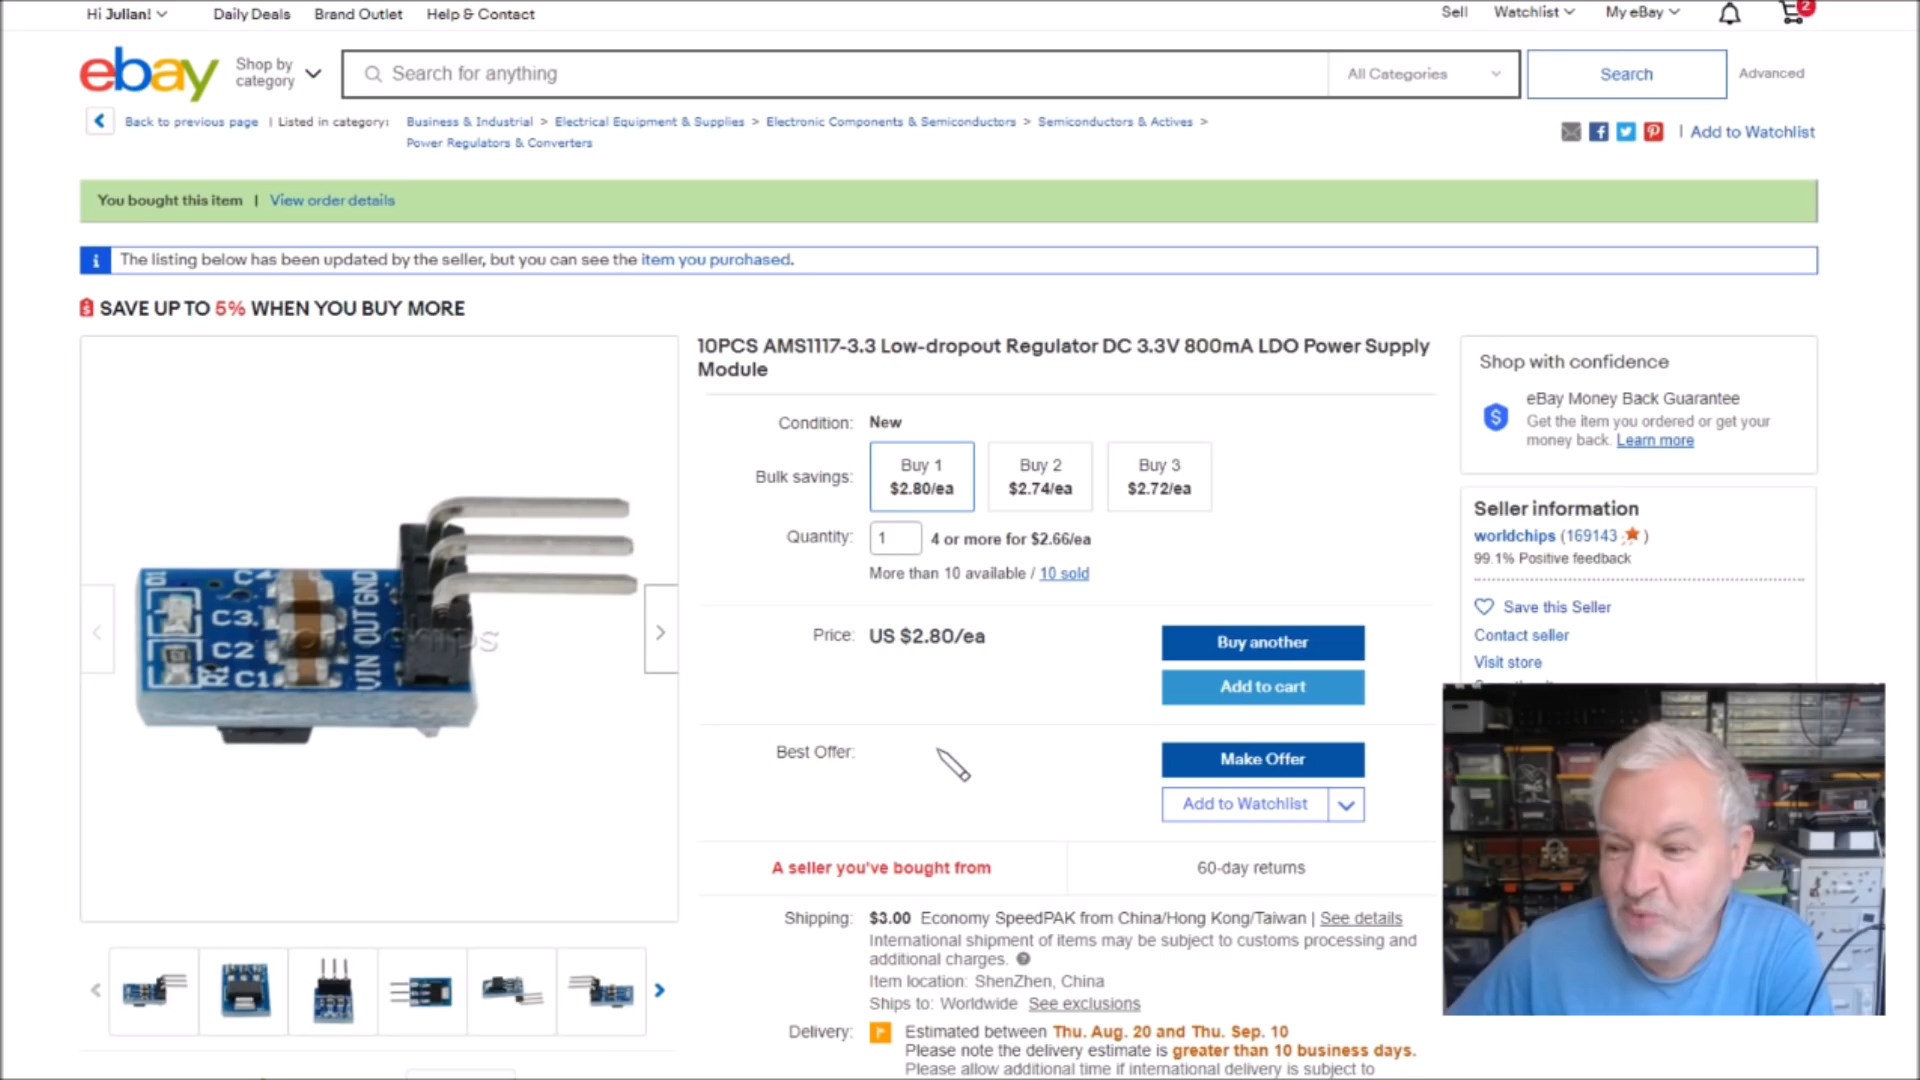 Hi Julian!
Daily Deals
Brand Outlet
Help & Contact
Sell
Watchlist
My eBay
2
ebay
Shop by
category
Search for anything
All Categories
Search
Advanced
Back to previous page | Listed in category:
Business & Industrial > Electrical Equipment & Supplies > Electronic Components & Semiconductors > Semiconductors & Actives >
Power Regulators & Converters
| Add to Watchlist
You bought this item | View order details
The listing below has been updated by the seller, but you can see the item you purchased.
SAVE UP TO 5% WHEN YOU BUY MORE
C4
C3
C2
R1 C1
VIN OUT GND
10PCS AMS1117-3.3 Low-dropout Regulator DC 3.3V 800mA LDO Power Supply
Module
Condition: New
Bulk savings:
Buy 1
$2.80/ea
Buy 2
$2.74/ea
Buy 3
$2.72/ea
Quantity: 1 4 or more for $2.66/ea
More than 10 available / 10 sold
Price: US $2.80/ea
Buy another
Add to cart
Best Offer:
Make Offer
Add to Watchlist
A seller you've bought from
60-day returns
Shipping: $3.00 Economy SpeedPAK from China/Hong Kong/Taiwan | See details
International shipment of items may be subject to customs processing and
additional charges.
Item location: ShenZhen, China
Ships to: Worldwide See exclusions
Delivery: Estimated between Thu. Aug. 20 and Thu. Sep. 10
Please note the delivery estimate is greater than 10 business days.
Please allow additional time if international delivery is subject to
Shop with confidence
eBay Money Back Guarantee
Get the item you ordered or get your
money back. Learn more
Seller information
worldchips (169143 )
99.1% Positive feedback
Save this Seller
Contact seller
Visit store